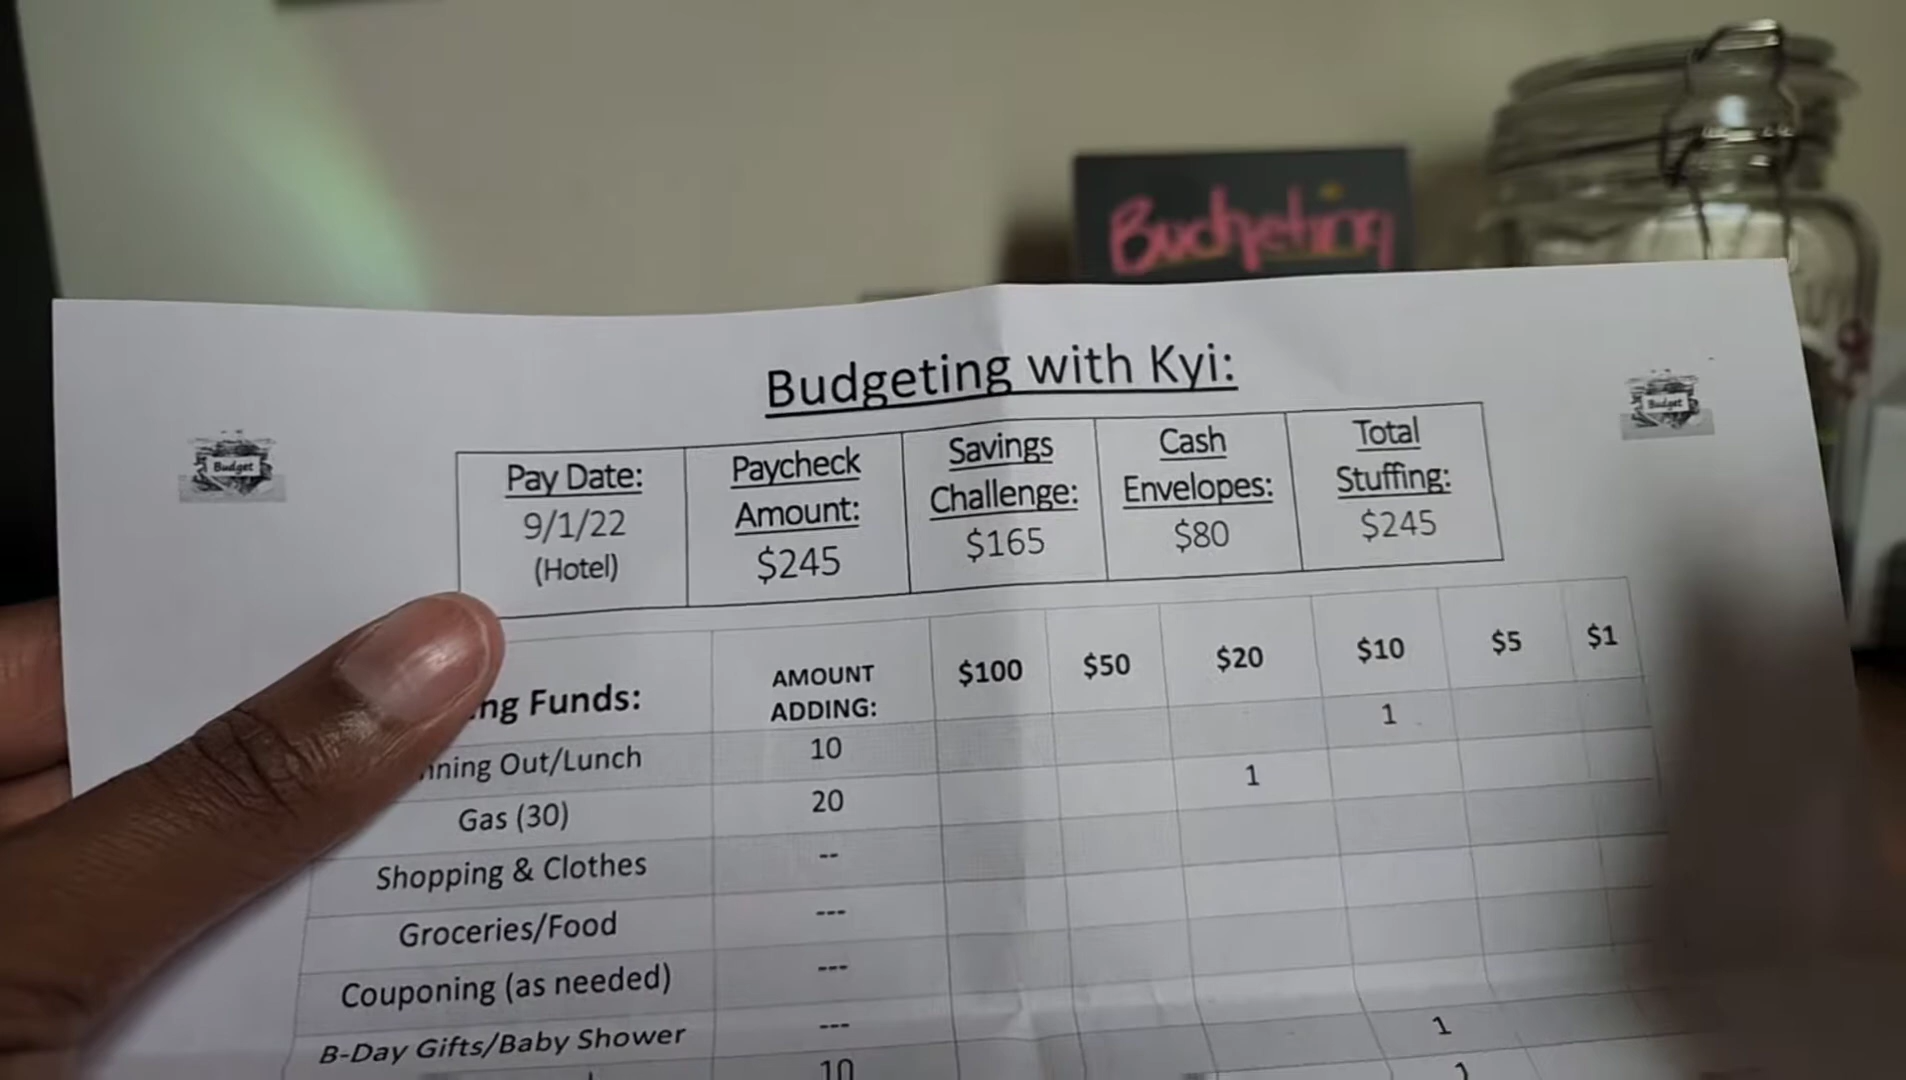 Budgeting
Budgeting with Kyi:
Budget
Budget
Pay Date:
9/1/22
(Hotel)
Paycheck
Amount:
$245
Savings
Challenge:
$165
Cash
Envelopes:
$80
Total
Stuffing:
$245
Funds: AMOUNT ADDING: $100 $50 $20 $10 $5 $1
Out/Lunch 10 1
Gas (30) 20 1
Shopping & Clothes --
Groceries/Food ---
Couponing (as needed) ---
B-Day Gifts/Baby Shower --- 1
10